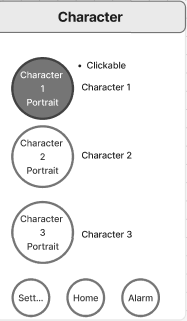 Character
• Clickable
Character
1
Portrait
Character 1
Character
2
Portrait
Character 2
Character
3
Portrait
Character 3
Sett... Home Alarm